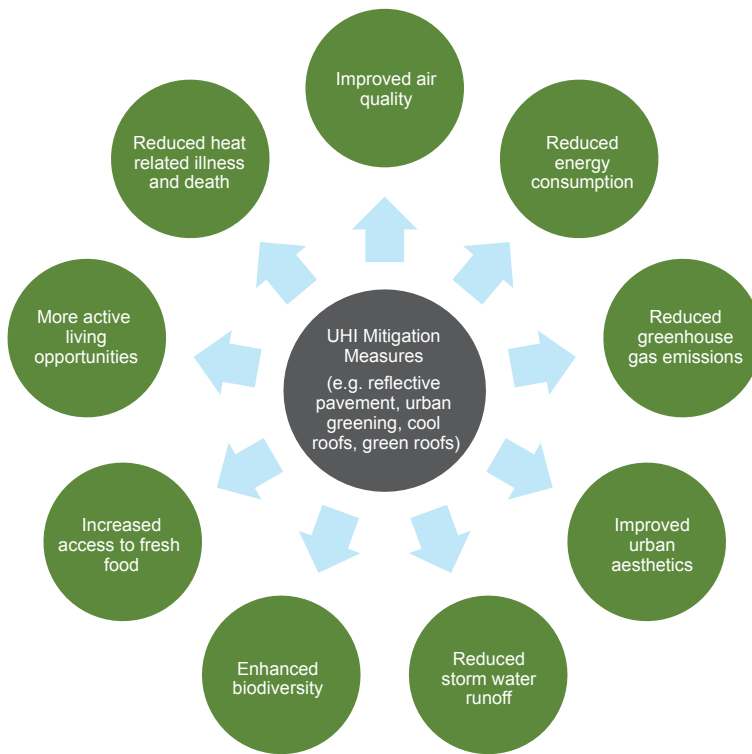 Improved air
quality
Reduced
energy
consumption
Reduced
greenhouse
gas emissions
Improved
urban
aesthetics
Reduced
storm water
runoff
Enhanced
biodiversity
Increased
access to fresh
food
More active
living
opportunities
Reduced heat
related illness
and death
UHI Mitigation
Measures
(e.g. reflective
pavement, urban
greening, cool
roofs, green roofs)